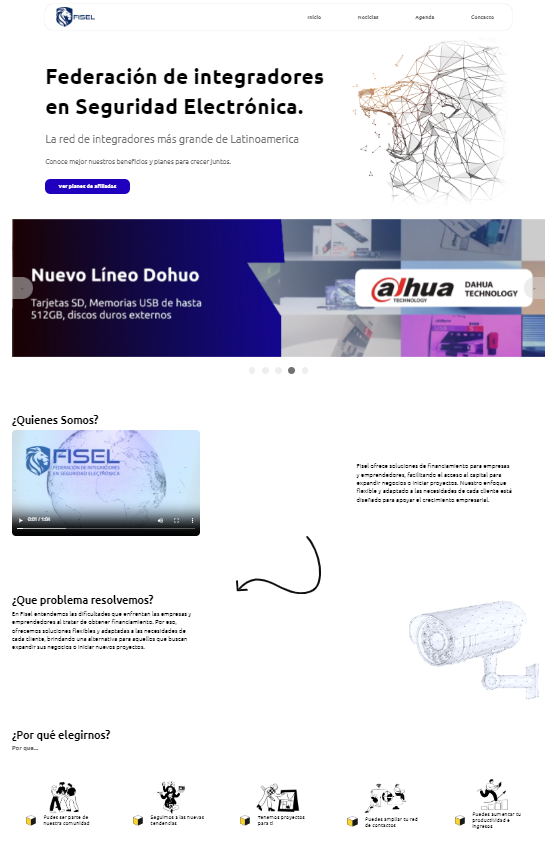 FISEL
Inicio Noticias Agenda Contacto
Federación de integradores
en Seguridad Electrónica.
La red de integradores más grande de Latinoamerica
Conoce mejor nuestros beneficios y planes para crecer juntos.
ver planes de afiliados
Nuevo Líneo Dohuo
Tarjetas SD, Memorias USB de hasta
512GB, discos duros externos
alhua
TECHNOLOGY
DAHUA
TECHNOLOGY
¿Quienes Somos?
FISEL
FEDERACIÓN DE INTEGRADORES
EN SEGURIDAD ELECTRÓNICA
0:01 / 1:04
Fisel ofrece soluciones de financiamiento para empresas
y emprendedores, facilitando el acceso al capital para
expandir negocios o iniciar proyectos. Nuestro enfoque
flexible y adaptado a las necesidades de cada cliente está
diseñado para apoyar el crecimiento empresarial.
¿Que problema resolvemos?
En Fisel entendemos las dificultades que enfrentan las empresas y
emprendedores al tratar de obtener financiamiento. Por eso,
ofrecemos soluciones flexibles y adaptadas a las necesidades de
cada cliente, brindando una alternativa para aquellos que buscan
expandir sus negocios o iniciar nuevos proyectos.
¿Por qué elegirnos?
Por que...
Pudes ser parte de
nuestra comunidad
Seguimos a las nuevas
tendencias
Tenemos proyectos
para ti
Puedes ampliar tu red
de contactos
Puedes aumentar tu
productividad e
ingresos